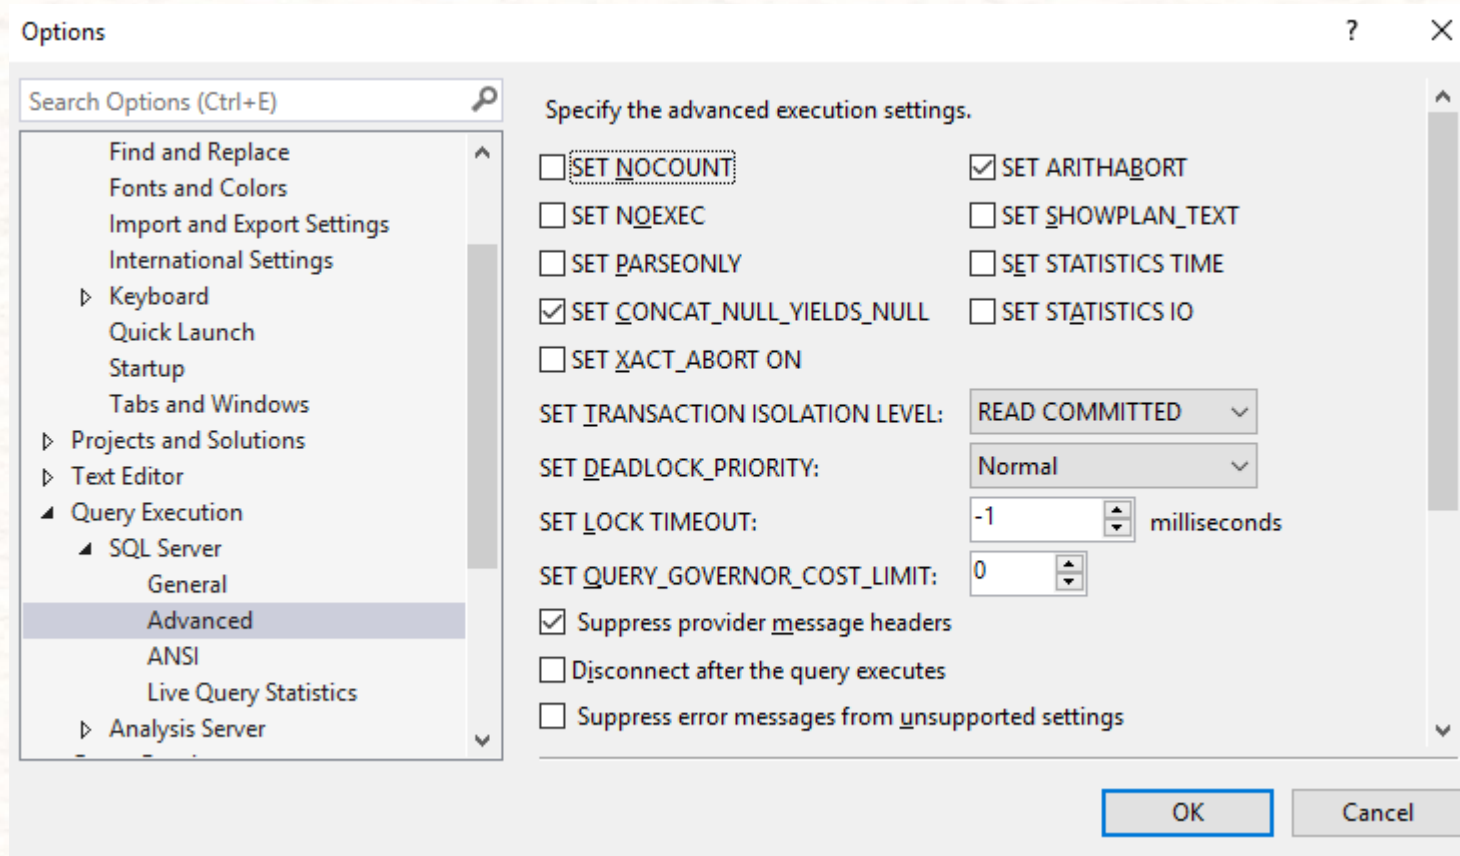 Options
?
Search Options (Ctrl+E)
Find and Replace
Fonts and Colors
Import and Export Settings
International Settings
Keyboard
Quick Launch
Startup
Tabs and Windows
Projects and Solutions
Text Editor
Query Execution
SQL Server
General
Advanced
ANSI
Live Query Statistics
Analysis Server
Specify the advanced execution settings.
SET NOCOUNT
SET ARITHABORT
SET NOEXEC
SET SHOWPLAN_TEXT
SET PARSEONLY
SET STATISTICS TIME
SET CONCAT_NULL_YIELDS_NULL
SET STATISTICS IO
SET XACT_ABORT ON
SET TRANSACTION ISOLATION LEVEL: READ COMMITTED
SET DEADLOCK_PRIORITY: Normal
SET LOCK TIMEOUT: -1 milliseconds
SET QUERY_GOVERNOR_COST_LIMIT: 0
Suppress provider message headers
Disconnect after the query executes
Suppress error messages from unsupported settings
OK
Cancel